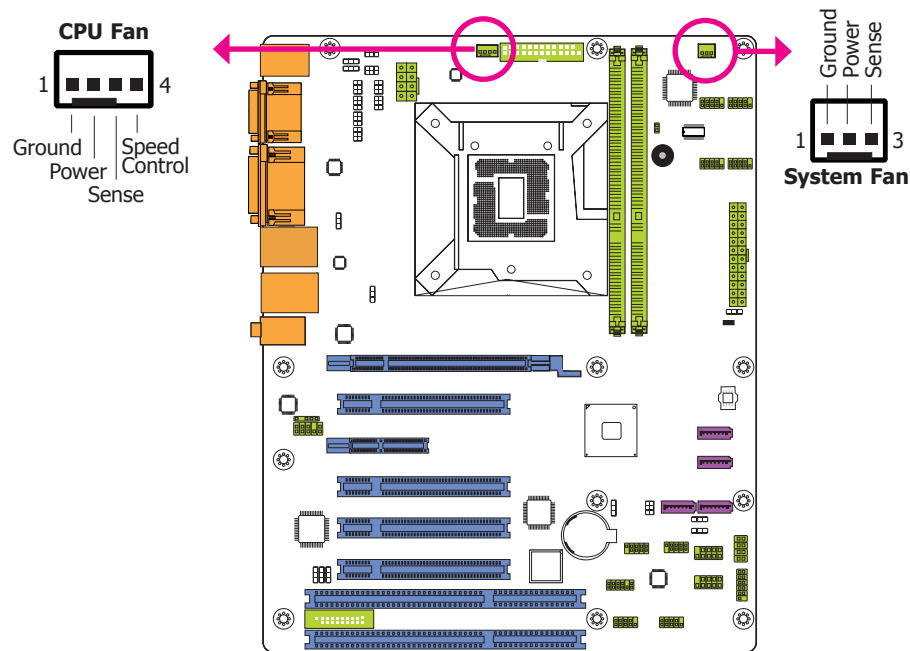 CPU Fan
1 4
Ground
Power
Sense
Speed
Control
Ground
Power
Sense
1 3
System Fan